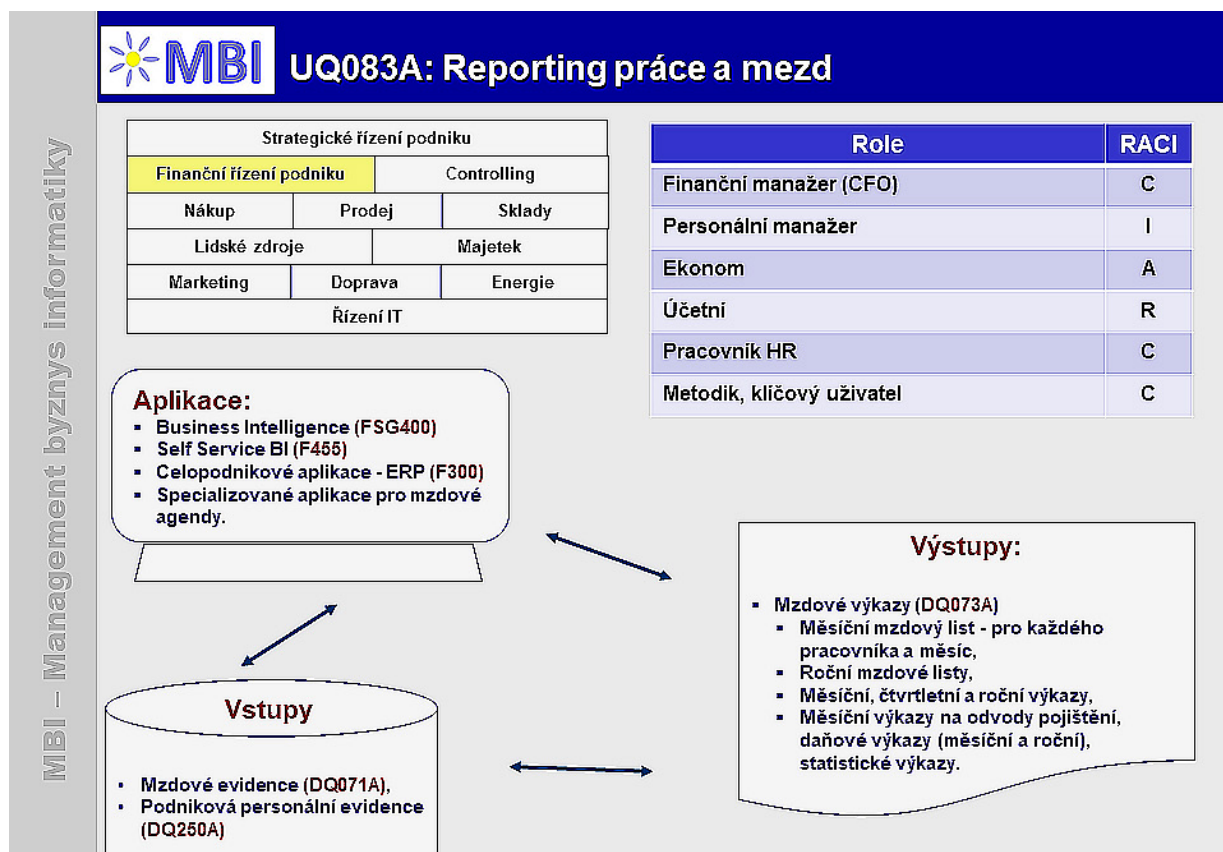 MBI
UQ083A: Reporting práce a mezd
MBI – Management byznys informatiky
Strategické řízení podniku
Finanční řízení podniku
Controlling
Nákup
Prodej
Sklady
Lidské zdroje
Majetek
Marketing
Doprava
Energie
Řízení IT
Role RACI
Finanční manažer (CFO) C
Personální manažer I
Ekonom A
Účetní R
Pracovník HR C
Metodik, klíčový uživatel C
Aplikace:
▪ Business Intelligence (FSG400)
▪ Self Service BI (F455)
▪ Celopodnikové aplikace - ERP (F300)
▪ Specializované aplikace pro mzdové
agendy.
Výstupy:
▪ Mzdové výkazy (DQ073A)
▪ Měsíční mzdový list - pro každého
pracovníka a měsíc,
▪ Roční mzdové listy,
▪ Měsíční, čtvrtletní a roční výkazy,
▪ Měsíční výkazy na odvody pojištění,
daňové výkazy (měsíční a roční),
statistické výkazy.
Vstupy
• Mzdové evidence (DQ071A),
• Podniková personální evidence
(DQ250A)